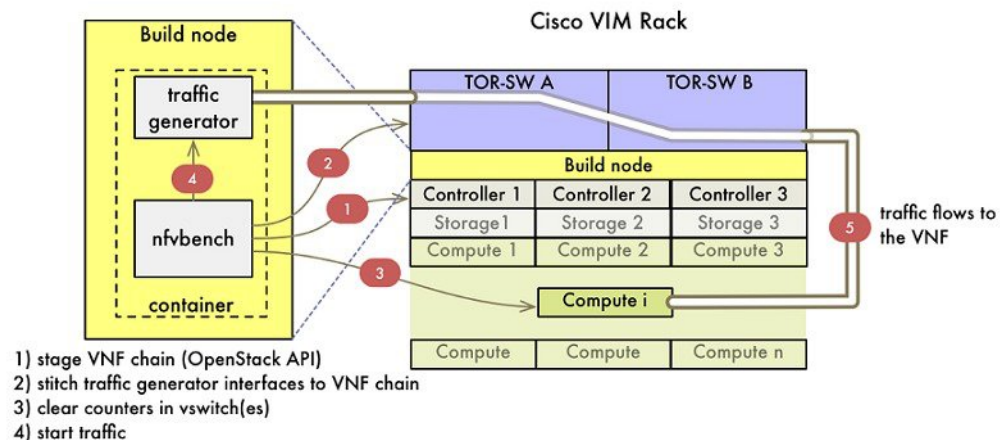 Cisco VIM Rack
Build node
traffic
generator
4
nfvbench
container
2
1
3
TOR-SW A
TOR-SW B
Build node
Controller 1
Controller 2
Controller 3
Storage1
Storage 2
Storage 3
Compute 1
Compute 2
Compute 3
Compute i
Compute
Compute
Compute n
5
traffic flows to
the VNF
1) stage VNF chain (OpenStack API)
2) stitch traffic generator interfaces to VNF chain
3) clear counters in vswitch(es)
4) start traffic